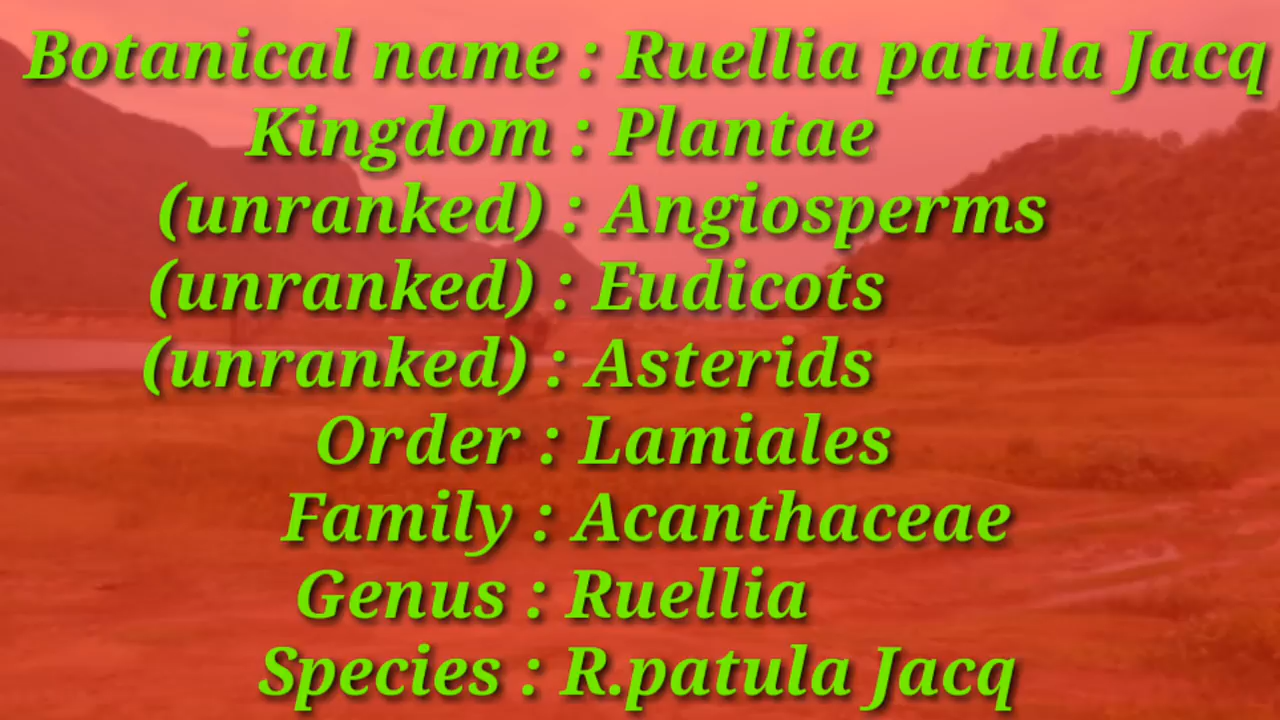 Botanical name : Ruellia patula Jacq
Kingdom : Plantae
(unranked) : Angiosperms
(unranked) : Eudicots
(unranked) : Asterids
Order : Lamiales
Family : Acanthaceae
Genus : Ruellia
Species : R.patula Jacq